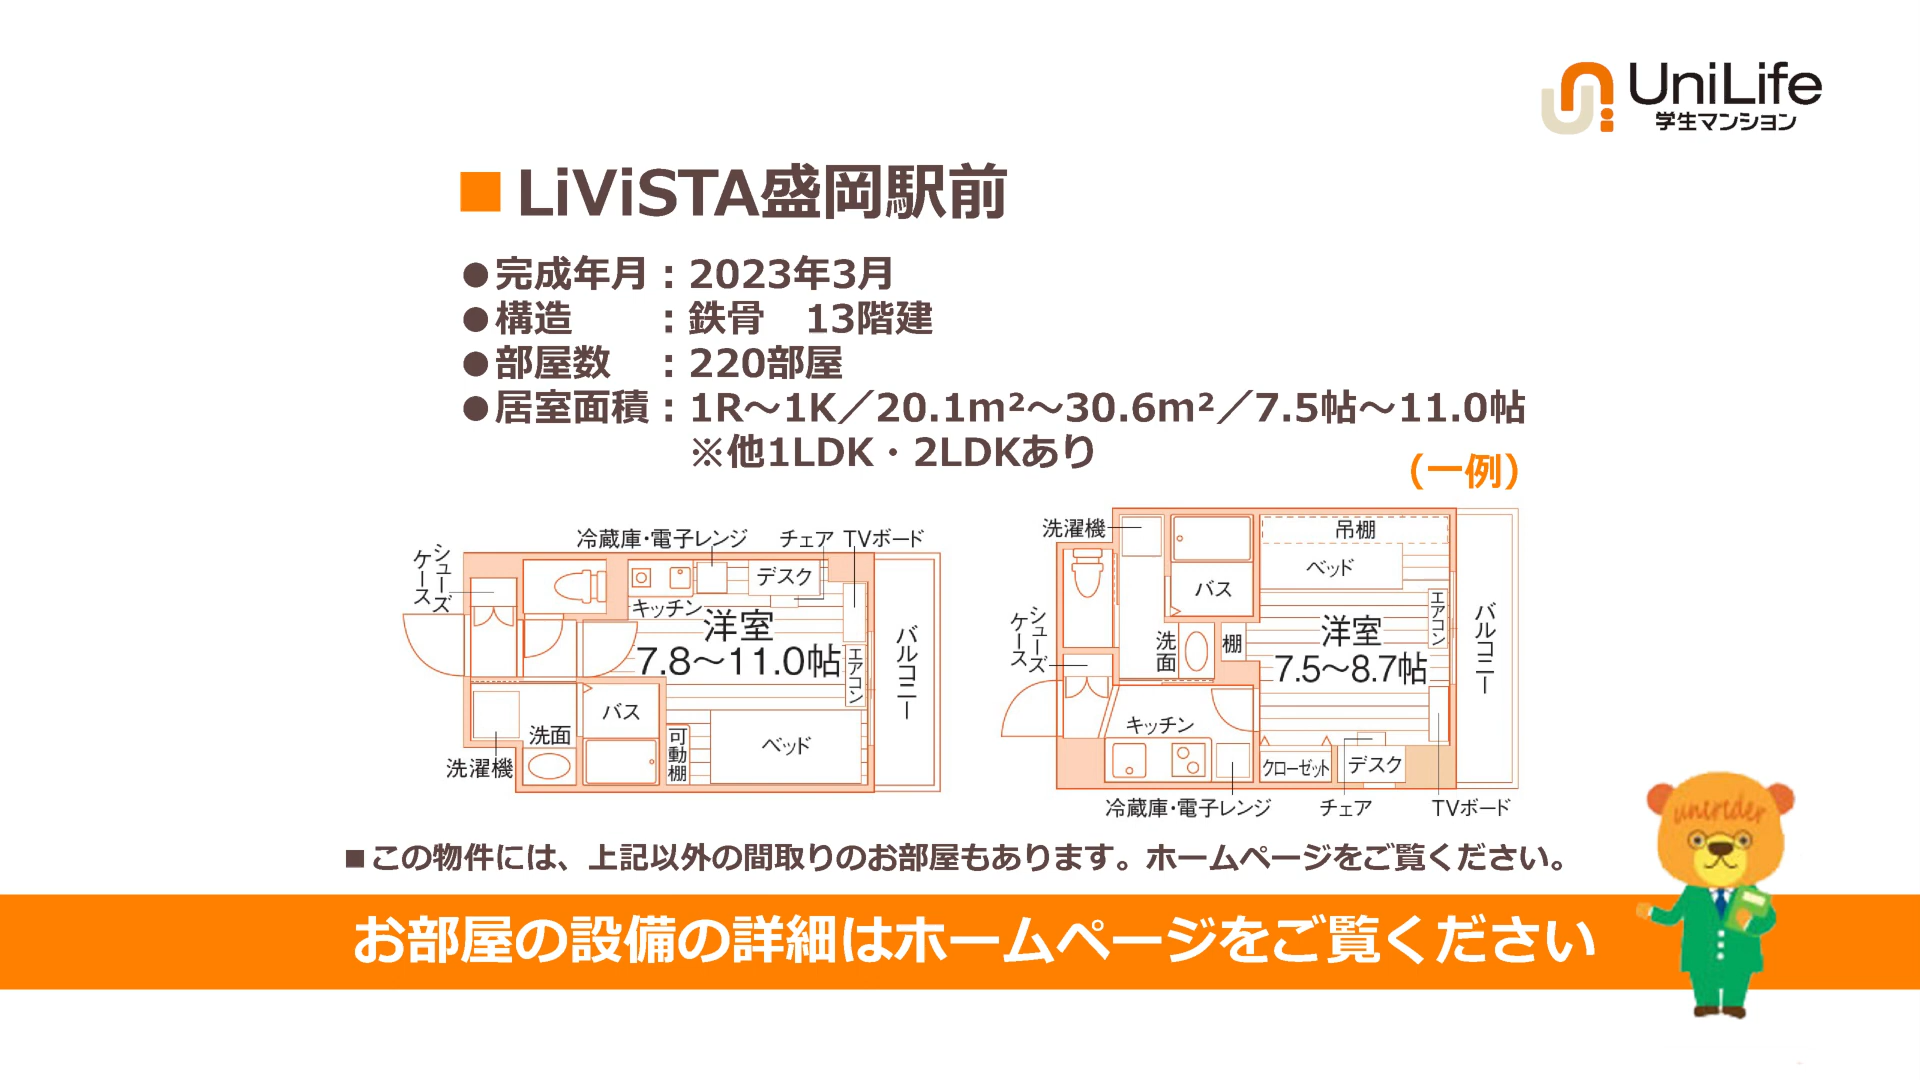 UniLife
学生マンション
■LiViSTA盛岡駅前
●完成年月：2023年3月
●構造　　：鉄骨　13階建
●部屋数　：220部屋
●居室面積：1R～1K／20.1m²～30.6m²／7.5帖～11.0帖
※他1LDK・2LDKあり
（一例）
冷蔵庫・電子レンジ
チェア
TVボード
シューズ
ケース
デスク
キッチン
洋室
7.8～11.0帖
エアコン
バルコニー
バス
洗面
洗濯機
可動棚
ベッド
洗濯機
吊棚
ベッド
バス
シューズ
ケース
洗面
棚
洋室
7.5～8.7帖
エアコン
バルコニー
キッチン
クローゼット
デスク
冷蔵庫・電子レンジ
チェア
TVボード
■この物件には、上記以外の間取りのお部屋もあります。ホームページをご覧ください。
unirider
お部屋の設備の詳細はホームページをご覧ください